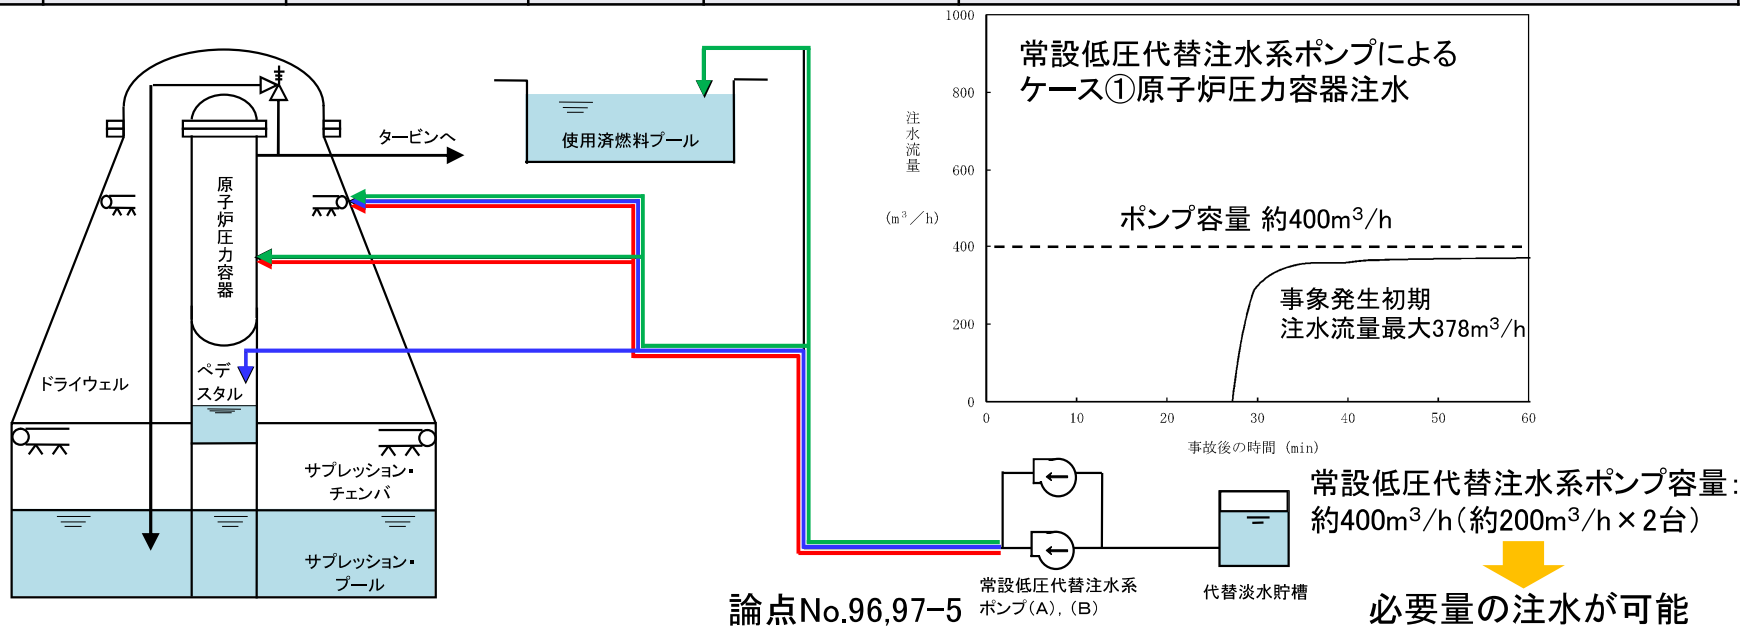 タービンへ
使用済燃料プール
原子炉圧力容器
ペデ
スタル
ドライウェル
サプレッション・
チェンバ
サプレッション・
プール
常設低圧代替注水系ポンプによる
ケース①原子炉圧力容器注水
注水流量
(m³/h)
1000
800
600
400
200
0
ポンプ容量 約400m³/h
事象発生初期
注水流量最大378m³/h
0 10 20 30 40 50 60
事故後の時間 (min)
常設低圧代替注水系
ポンプ(A), (B)
代替淡水貯槽
常設低圧代替注水系ポンプ容量:
約400m³/h(約200m³/h×2台)
必要量の注水が可能
論点No.96,97-5